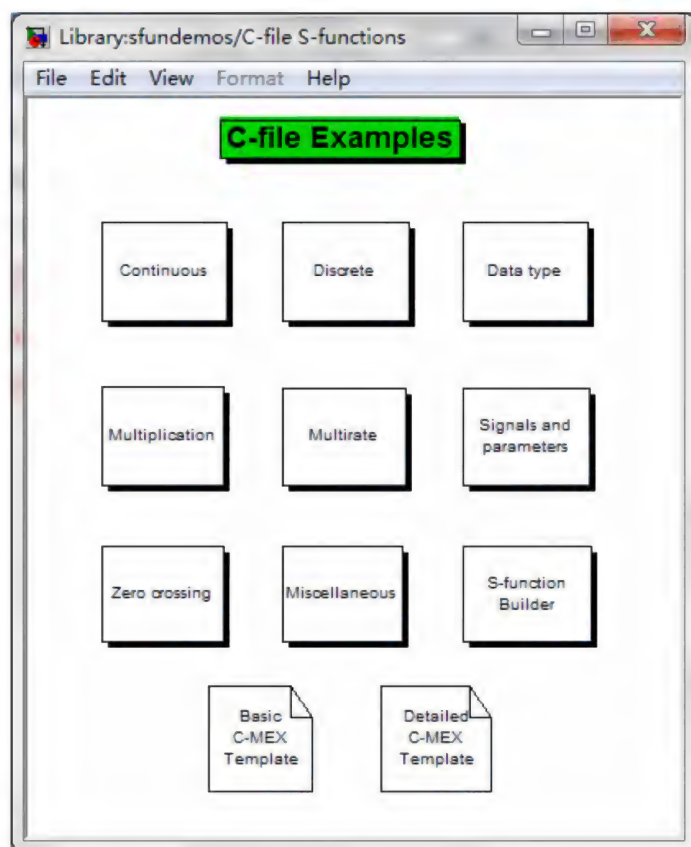 Library:sfundemos/C-file S-functions
File Edit View Format Help
C-file Examples
Continuous
Discrete
Data type
Multiplication
Multirate
Signals and
parameters
Zero crossing
Miscellaneous
S-function
Builder
Basic
C-MEX
Template
Detailed
C-MEX
Template